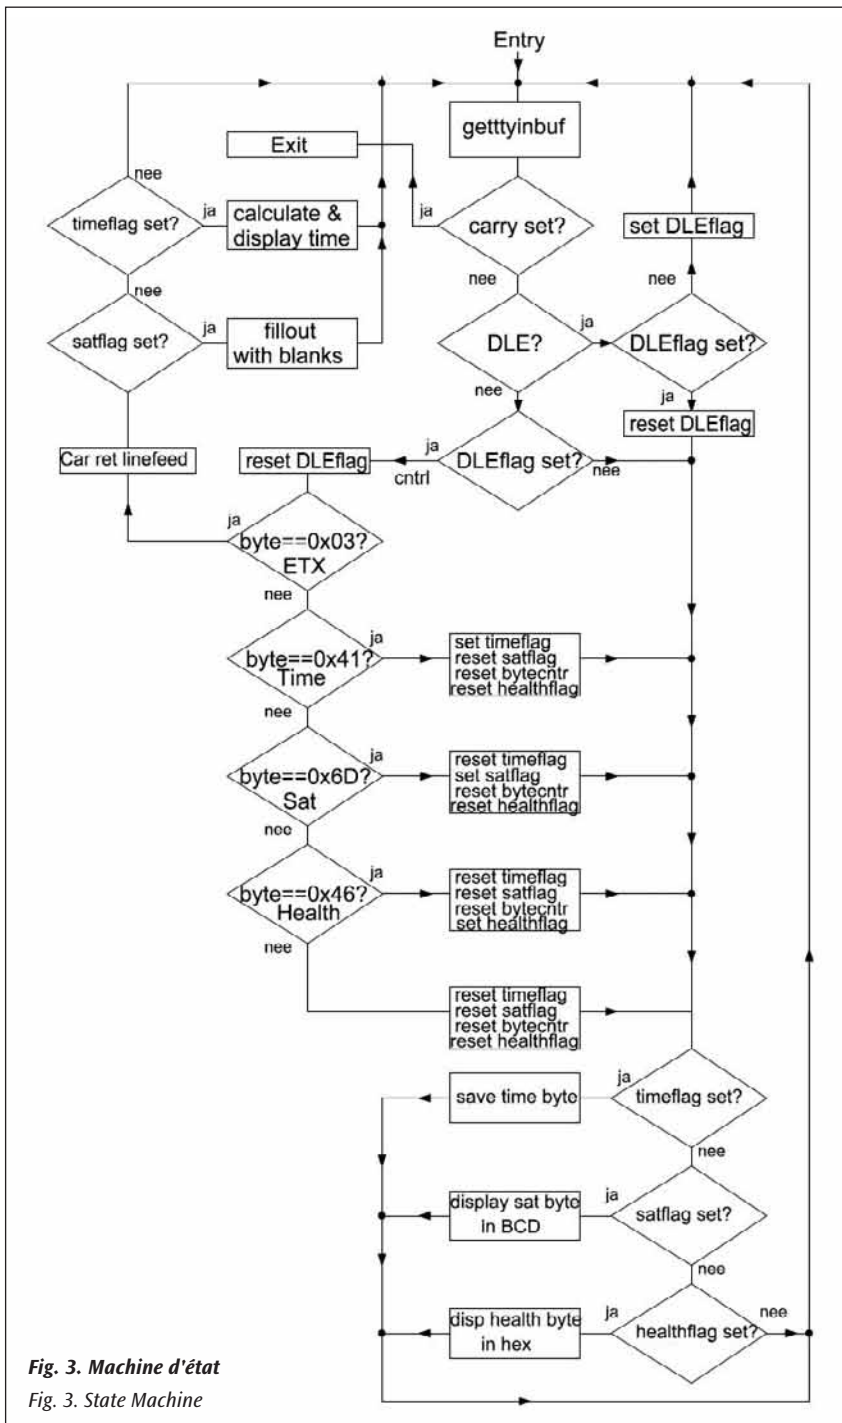 Entry
getttyinbuf
Exit
nee
timeflag set?
ja
calculate &
display time
ja
carry set?
set DLEflag
nee
nee
nee
satflag set?
ja
fillout
with blanks
DLE?
ja
DLEflag set?
nee
ja
reset DLEflag
Car ret linefeed
reset DLEflag
ja
cntrl
DLEflag set?
nee
ja
byte==0x03?
ETX
nee
byte==0x41?
Time
ja
set timeflag
reset satflag
reset bytecntr
reset healthflag
nee
byte==0x6D?
Sat
ja
reset timeflag
set satflag
reset bytecntr
reset healthflag
nee
byte==0x46?
Health
ja
reset timeflag
reset satflag
reset bytecntr
set healthflag
nee
reset timeflag
reset satflag
reset bytecntr
reset healthflag
save time byte
ja
timeflag set?
nee
display sat byte
in BCD
ja
satflag set?
nee
disp health byte
in hex
ja
healthflag set?
nee
Fig. 3. Machine d'état
Fig. 3. State Machine